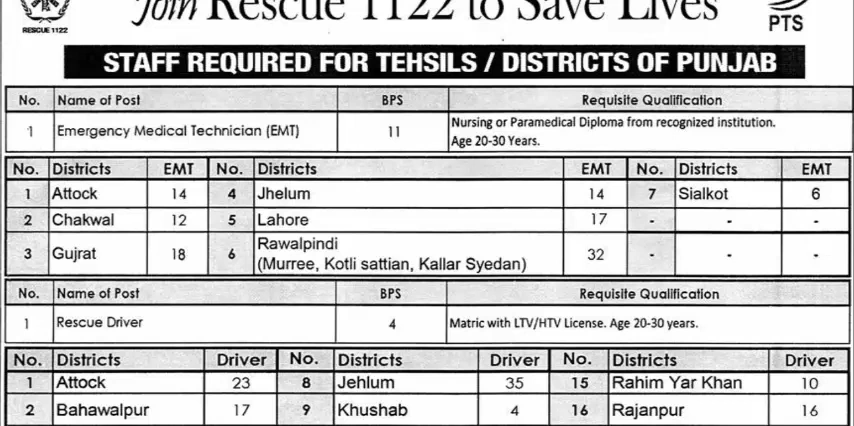 Join Rescue 1122 to Save Lives
RESCUE 1122
PTS
STAFF REQUIRED FOR TEHSILS / DISTRICTS OF PUNJAB
No. Name of Post BPS Requisite Qualification
1 Emergency Medical Technician (EMT) 11 Nursing or Paramedical Diploma from recognized institution.
Age 20-30 Years.
No. Districts EMT No. Districts EMT No. Districts EMT
1 Attock 14 4 Jhelum 14 7 Sialkot 6
2 Chakwal 12 5 Lahore 17 - - -
3 Gujrat 18 6 Rawalpindi 32 - - -
(Murree, Kotli sattian, Kallar Syedan)
No. Name of Post BPS Requisite Qualification
1 Rescue Driver 4 Matric with LTV/HTV License. Age 20-30 years.
No. Districts Driver No. Districts Driver No. Districts Driver
1 Attock 23 8 Jehlum 35 15 Rahim Yar Khan 10
2 Bahawalpur 17 9 Khushab 4 16 Rajanpur 16